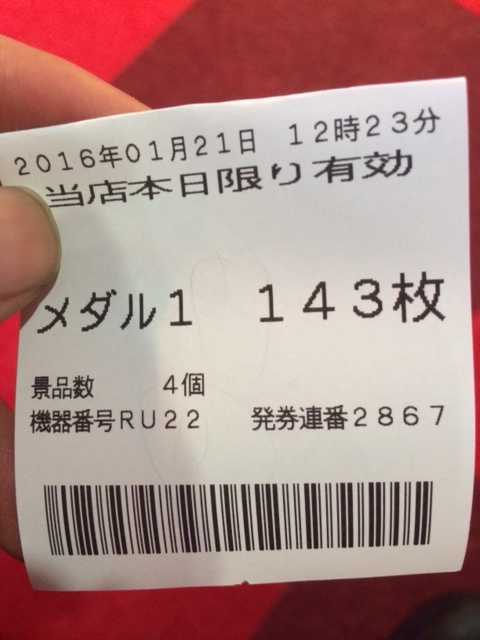 2016年01月21日 12時23分
当店本日限り有効
メダル1 143枚
景品数 4個
機器番号RU22 発券連番2867